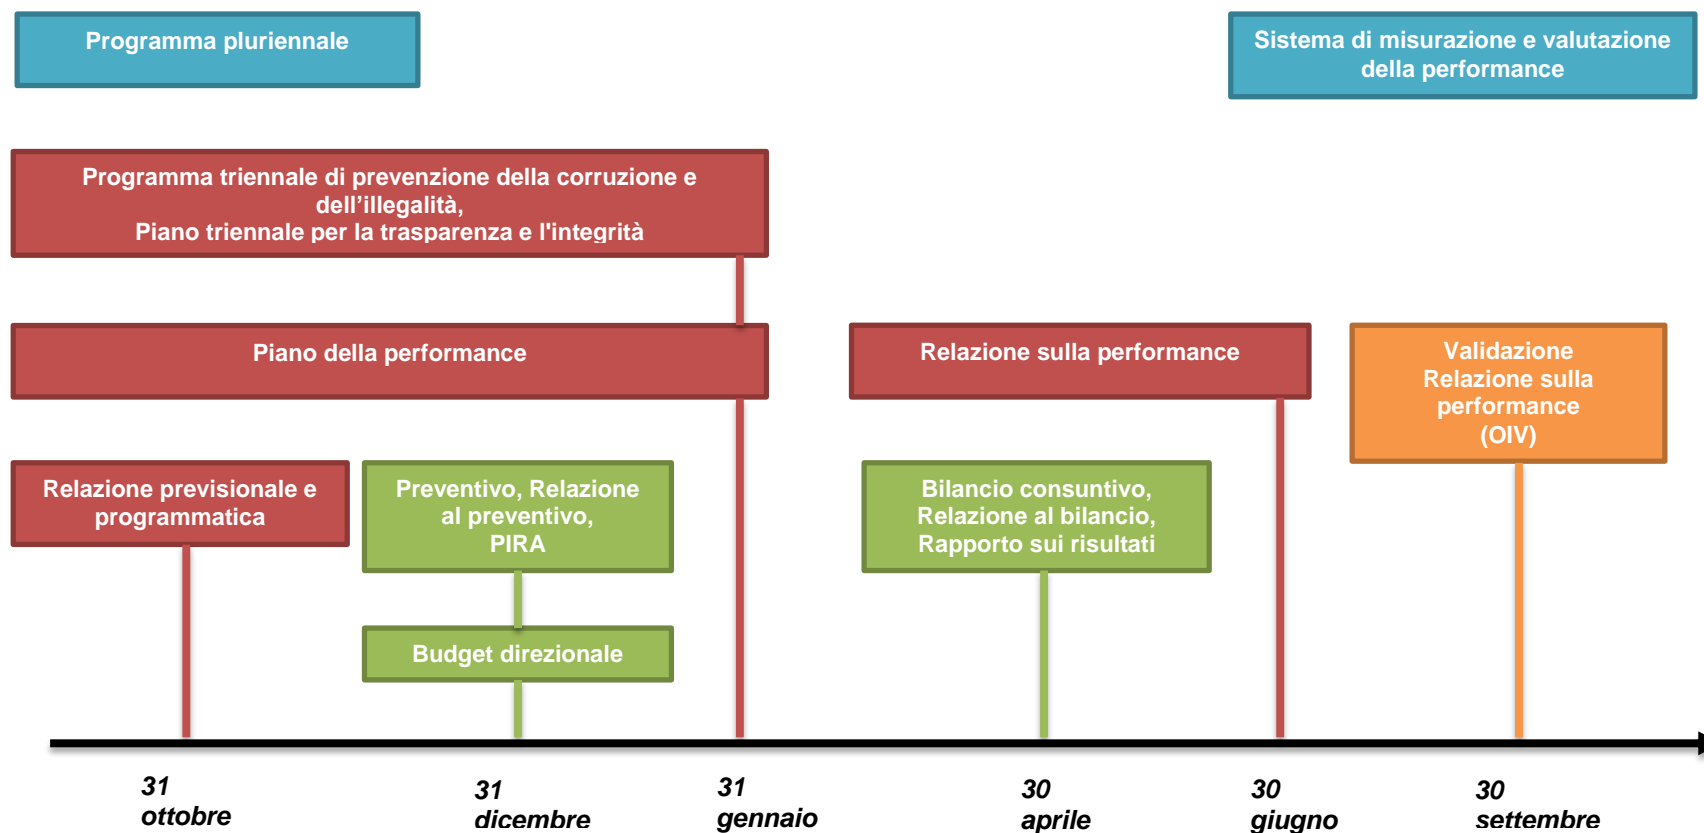 Programma pluriennale
Sistema di misurazione e valutazione
della performance
Programma triennale di prevenzione della corruzione e
dell’illegalità,
Piano triennale per la trasparenza e l'integrità
Piano della performance
Relazione sulla performance
Validazione
Relazione sulla
performance
(OIV)
Relazione previsionale e
programmatica
Preventivo, Relazione
al preventivo,
PIRA
Bilancio consuntivo,
Relazione al bilancio,
Rapporto sui risultati
Budget direzionale
31
ottobre
31
dicembre
31
gennaio
30
aprile
30
giugno
30
settembre